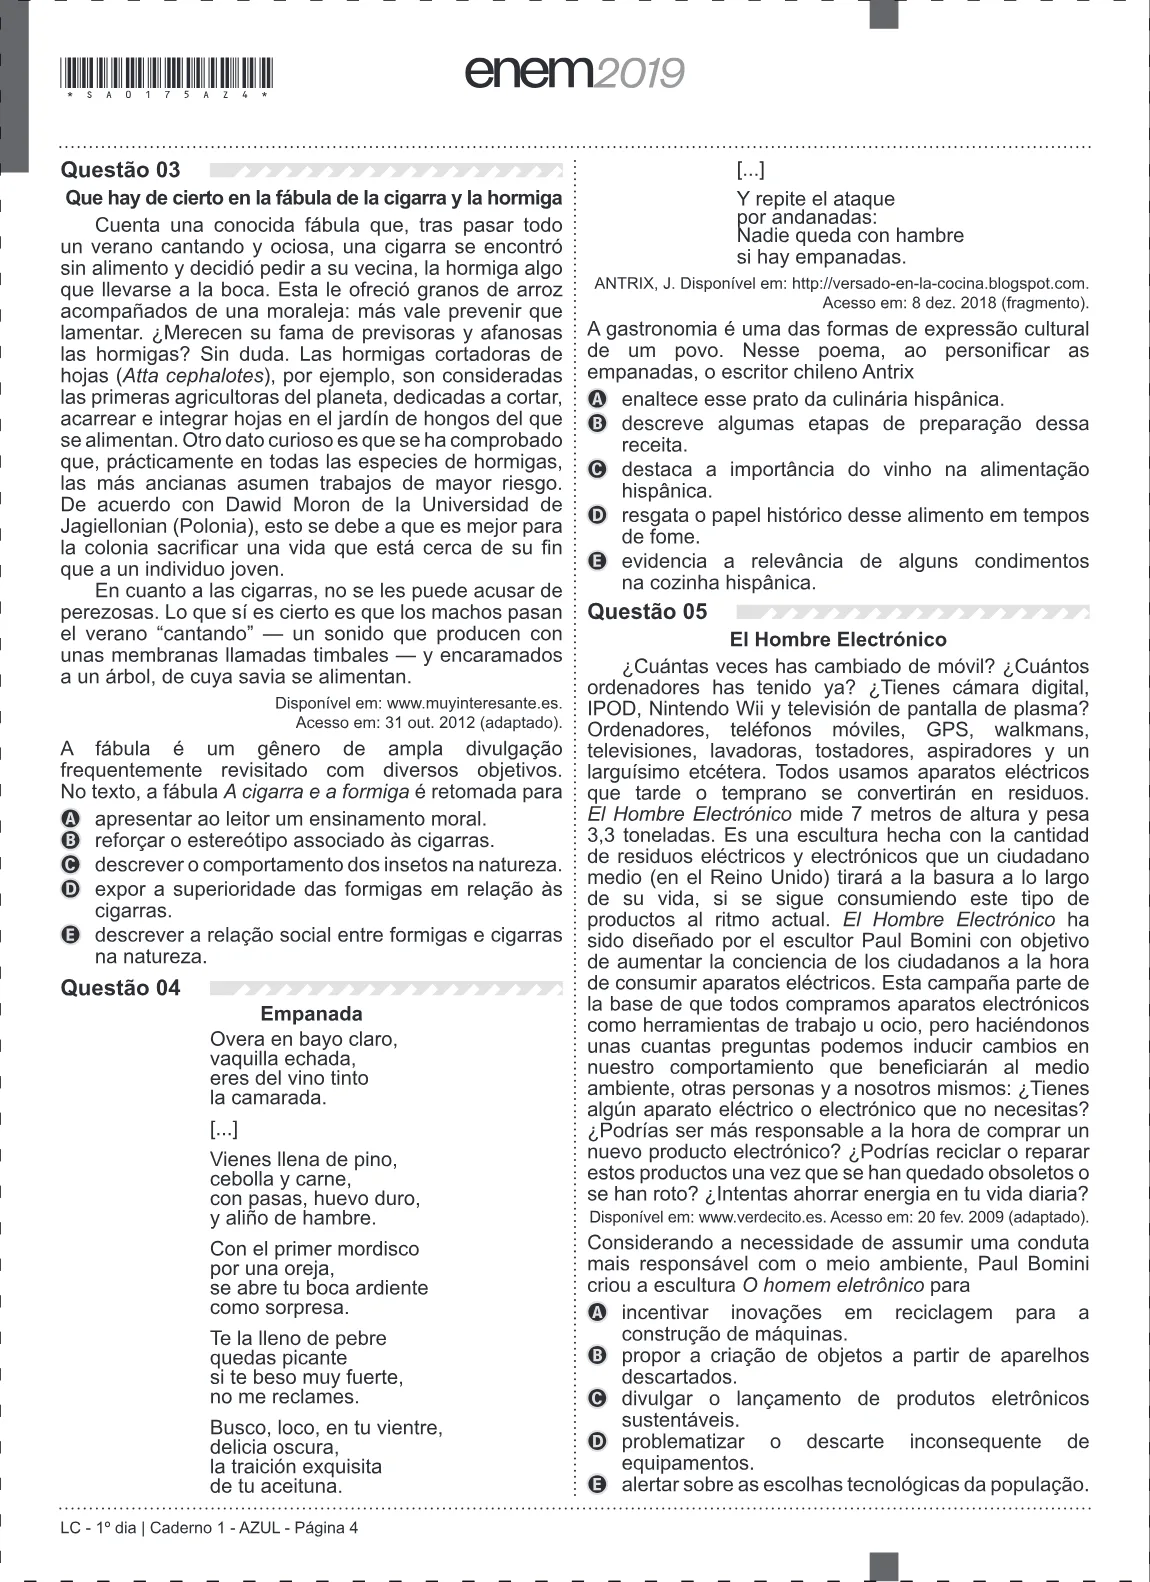 *SA0175AZ4*
enem2019
Questão 03
Que hay de cierto en la fábula de la cigarra y la hormiga
Cuenta una conocida fábula que, tras pasar todo
un verano cantando y ociosa, una cigarra se encontró
sin alimento y decidió pedir a su vecina, la hormiga algo
que llevarse a la boca. Esta le ofreció granos de arroz
acompañados de una moraleja: más vale prevenir que
lamentar. ¿Merecen su fama de previsoras y afanosas
las hormigas? Sin duda. Las hormigas cortadoras de
hojas (Atta cephalotes), por ejemplo, son consideradas
las primeras agricultoras del planeta, dedicadas a cortar,
acarrear e integrar hojas en el jardín de hongos del que
se alimentan. Otro dato curioso es que se ha comprobado
que, prácticamente en todas las especies de hormigas,
las más ancianas asumen trabajos de mayor riesgo.
De acuerdo con Dawid Moron de la Universidad de
Jagiellonian (Polonia), esto se debe a que es mejor para
la colonia sacrificar una vida que está cerca de su fin
que a un individuo joven.
En cuanto a las cigarras, no se les puede acusar de
perezosas. Lo que sí es cierto es que los machos pasan
el verano “cantando” — un sonido que producen con
unas membranas llamadas timbales — y encaramados
a un árbol, de cuya savia se alimentan.
Disponível em: www.muyinteresante.es.
Acesso em: 31 out. 2012 (adaptado).
A fábula é um gênero de ampla divulgação
frequentemente revisitado com diversos objetivos.
No texto, a fábula A cigarra e a formiga é retomada para
A apresentar ao leitor um ensinamento moral.
B reforçar o estereótipo associado às cigarras.
C descrever o comportamento dos insetos na natureza.
D expor a superioridade das formigas em relação às
cigarras.
E descrever a relação social entre formigas e cigarras
na natureza.
Questão 04
Empanada
Overa en bayo claro,
vaquilla echada,
eres del vino tinto
la camarada.
[...]
Vienes llena de pino,
cebolla y carne,
con pasas, huevo duro,
y aliño de hambre.
Con el primer mordisco
por una oreja,
se abre tu boca ardiente
como sorpresa.
Te la lleno de pebre
quedas picante
si te beso muy fuerte,
no me reclames.
Busco, loco, en tu vientre,
delicia oscura,
la traición exquisita
de tu aceituna.
[...]
Y repite el ataque
por andanadas:
Nadie queda con hambre
si hay empanadas.
ANTRIX, J. Disponível em: http://versado-en-la-cocina.blogspot.com.
Acesso em: 8 dez. 2018 (fragmento).
A gastronomia é uma das formas de expressão cultural
de um povo. Nesse poema, ao personificar as
empanadas, o escritor chileno Antrix
A enaltece esse prato da culinária hispânica.
B descreve algumas etapas de preparação dessa
receita.
C destaca a importância do vinho na alimentação
hispânica.
D resgata o papel histórico desse alimento em tempos
de fome.
E evidencia a relevância de alguns condimentos
na cozinha hispânica.
Questão 05
El Hombre Electrónico
¿Cuántas veces has cambiado de móvil? ¿Cuántos
ordenadores has tenido ya? ¿Tienes cámara digital,
IPOD, Nintendo Wii y televisión de pantalla de plasma?
Ordenadores, teléfonos móviles, GPS, walkmans,
televisiones, lavadoras, tostadores, aspiradores y un
larguísimo etcétera. Todos usamos aparatos eléctricos
que tarde o temprano se convertirán en residuos.
El Hombre Electrónico mide 7 metros de altura y pesa
3,3 toneladas. Es una escultura hecha con la cantidad
de residuos eléctricos y electrónicos que un ciudadano
medio (en el Reino Unido) tirará a la basura a lo largo
de su vida, si se sigue consumiendo este tipo de
productos al ritmo actual. El Hombre Electrónico ha
sido diseñado por el escultor Paul Bomini con objetivo
de aumentar la conciencia de los ciudadanos a la hora
de consumir aparatos eléctricos. Esta campaña parte de
la base de que todos compramos aparatos electrónicos
como herramientas de trabajo u ocio, pero haciéndonos
unas cuantas preguntas podemos inducir cambios en
nuestro comportamiento que beneficiarán al medio
ambiente, otras personas y a nosotros mismos: ¿Tienes
algún aparato eléctrico o electrónico que no necesitas?
¿Podrías ser más responsable a la hora de comprar un
nuevo producto electrónico? ¿Podrías reciclar o reparar
estos productos una vez que se han quedado obsoletos o
se han roto? ¿Intentas ahorrar energia en tu vida diaria?
Disponível em: www.verdecito.es. Acesso em: 20 fev. 2009 (adaptado).
Considerando a necessidade de assumir uma conduta
mais responsável com o meio ambiente, Paul Bomini
criou a escultura O homem eletrônico para
A incentivar inovações em reciclagem para a
construção de máquinas.
B propor a criação de objetos a partir de aparelhos
descartados.
C divulgar o lançamento de produtos eletrônicos
sustentáveis.
D problematizar o descarte inconsequente de
equipamentos.
E alertar sobre as escolhas tecnológicas da população.
LC - 1º dia | Caderno 1 - AZUL - Página 4